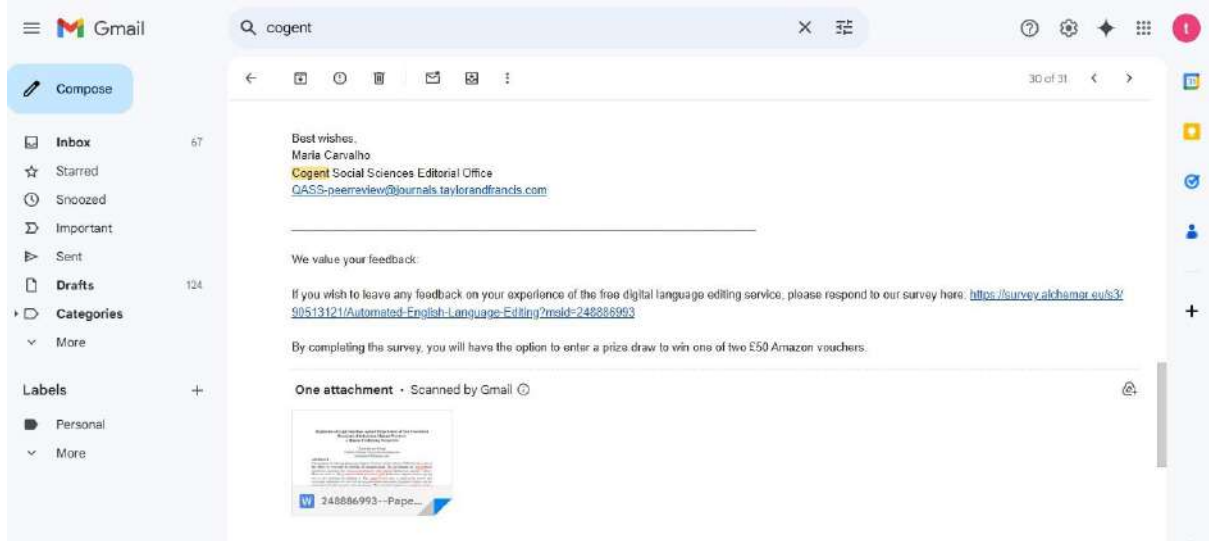 Gmail
cogent
Compose
30 of 31
Inbox 67
Starred
Snoozed
Important
Sent
Drafts 124
Categories
More
Labels
Personal
More
Best wishes,
Maria Carvalho
Cogent Social Sciences Editorial Office
QASS-peerreview@journals.taylorandfrancis.com
We value your feedback:
If you wish to leave any feedback on your experience of the free digital language editing service, please respond to our survey here: https://survey.alchemer.eu/s3/
90513121/Automated-English-Language-Editing?msid=248886993
By completing the survey, you will have the option to enter a prize draw to win one of two £50 Amazon vouchers.
One attachment • Scanned by Gmail
W 248886993--Pape...
t
31